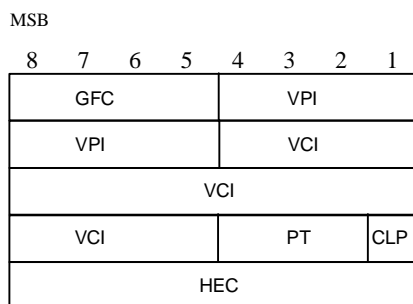 MSB
8 7 6 5 4 3 2 1
GFC VPI
VPI VCI
VCI
VCI PT CLP
HEC